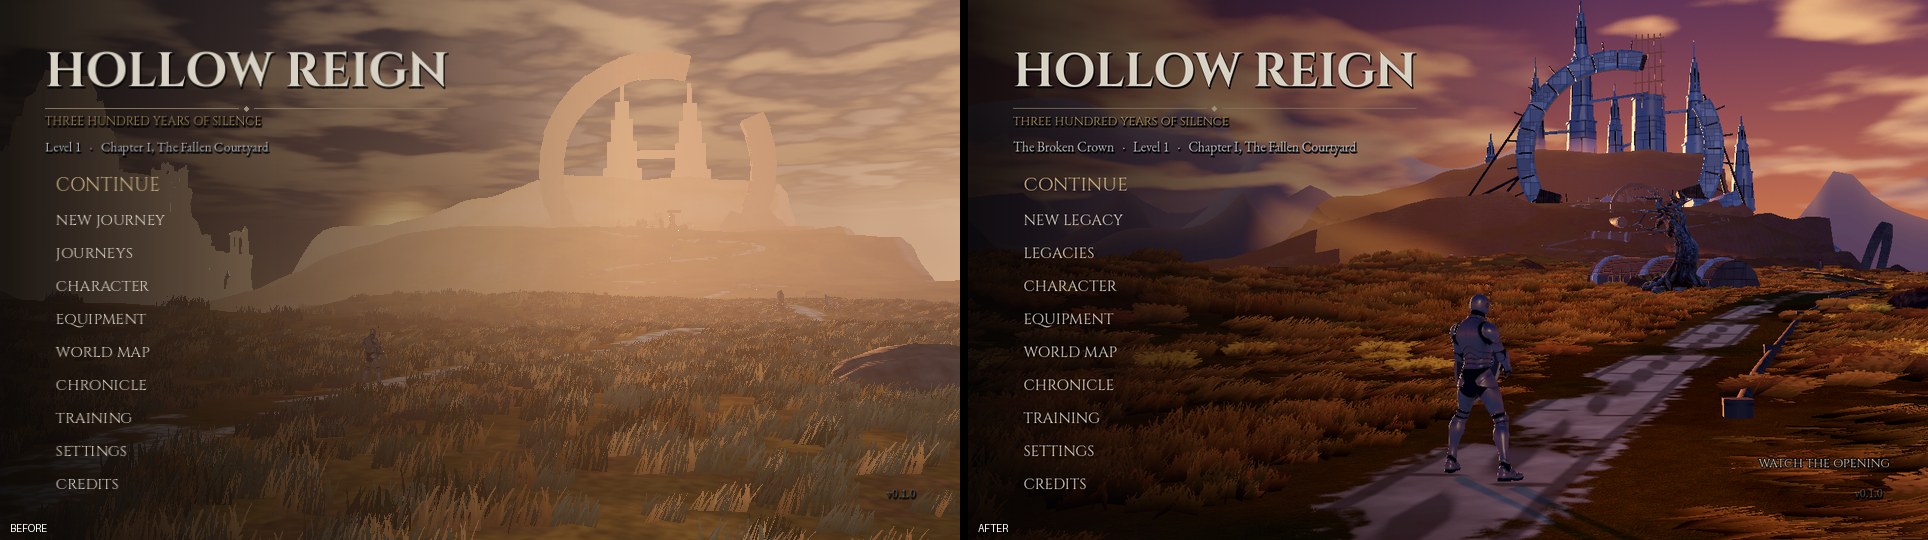 HOLLOW REIGN
THREE HUNDRED YEARS OF SILENCE
Level 1 · Chapter I, The Fallen Courtyard
CONTINUE
NEW JOURNEY
JOURNEYS
CHARACTER
EQUIPMENT
WORLD MAP
CHRONICLE
TRAINING
SETTINGS
CREDITS
v0.1.0
BEFORE
HOLLOW REIGN
THREE HUNDRED YEARS OF SILENCE
The Broken Crown · Level 1 · Chapter I, The Fallen Courtyard
CONTINUE
NEW LEGACY
LEGACIES
CHARACTER
EQUIPMENT
WORLD MAP
CHRONICLE
TRAINING
SETTINGS
CREDITS
WATCH THE OPENING
v0.1.0
AFTER